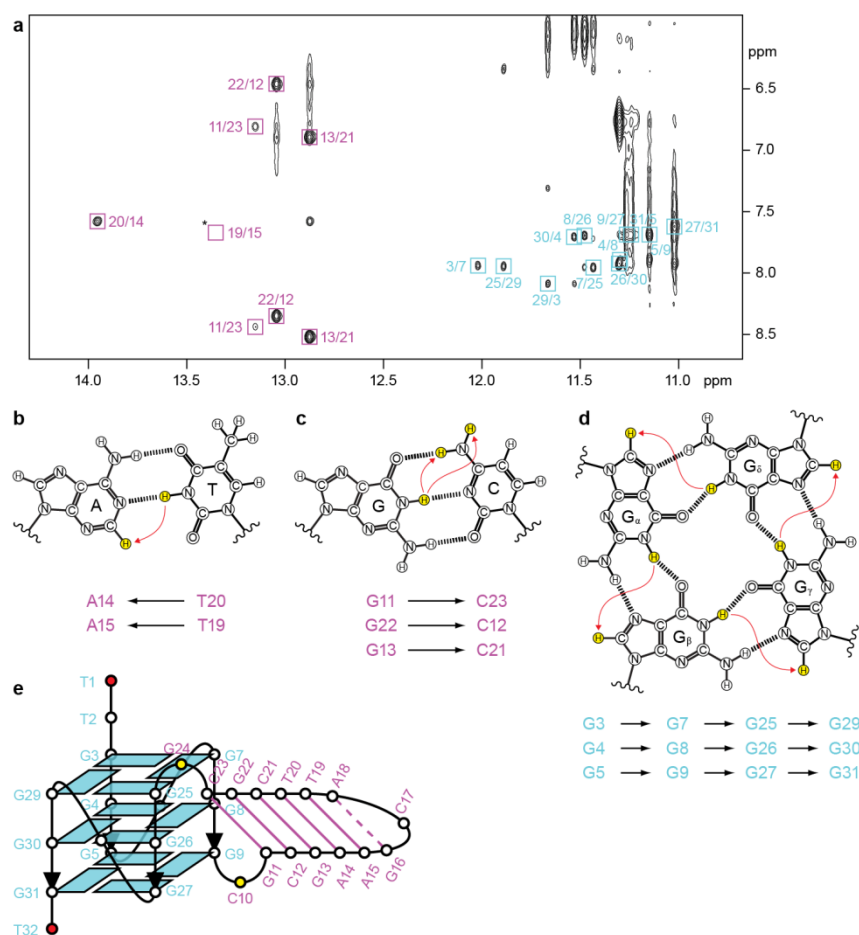 a
ppm
22/12
6.5
11/23
13/21
7.0
20/14
*
19/15
8/26
9/27
31/5
27/31
7.5
30/4
4/8
5/9
3/7
25/29
7/25
26/30
8.0
29/3
22/12
11/23
13/21
8.5
14.0 13.5 13.0 12.5 12.0 11.5 11.0 ppm
b
A T
N N N N N N N O O C C C C C C C C C C H H H H H H H H
A14 T20
A15 T19
c
G C
G11 C23
G22 C12
G13 C21
d
Gα Gδ
Gβ Gγ
G3 G7 G25 G29
G4 G8 G26 G30
G5 G9 G27 G31
e
T1
T2
G3
G24
G7
C23
G22
C21
T20
T19
A18
G29
G25
G4
G8
C17
G30
G26
G5
G9
G31
G27
C10
G11
C12
G13
A14
A15
G16
T32